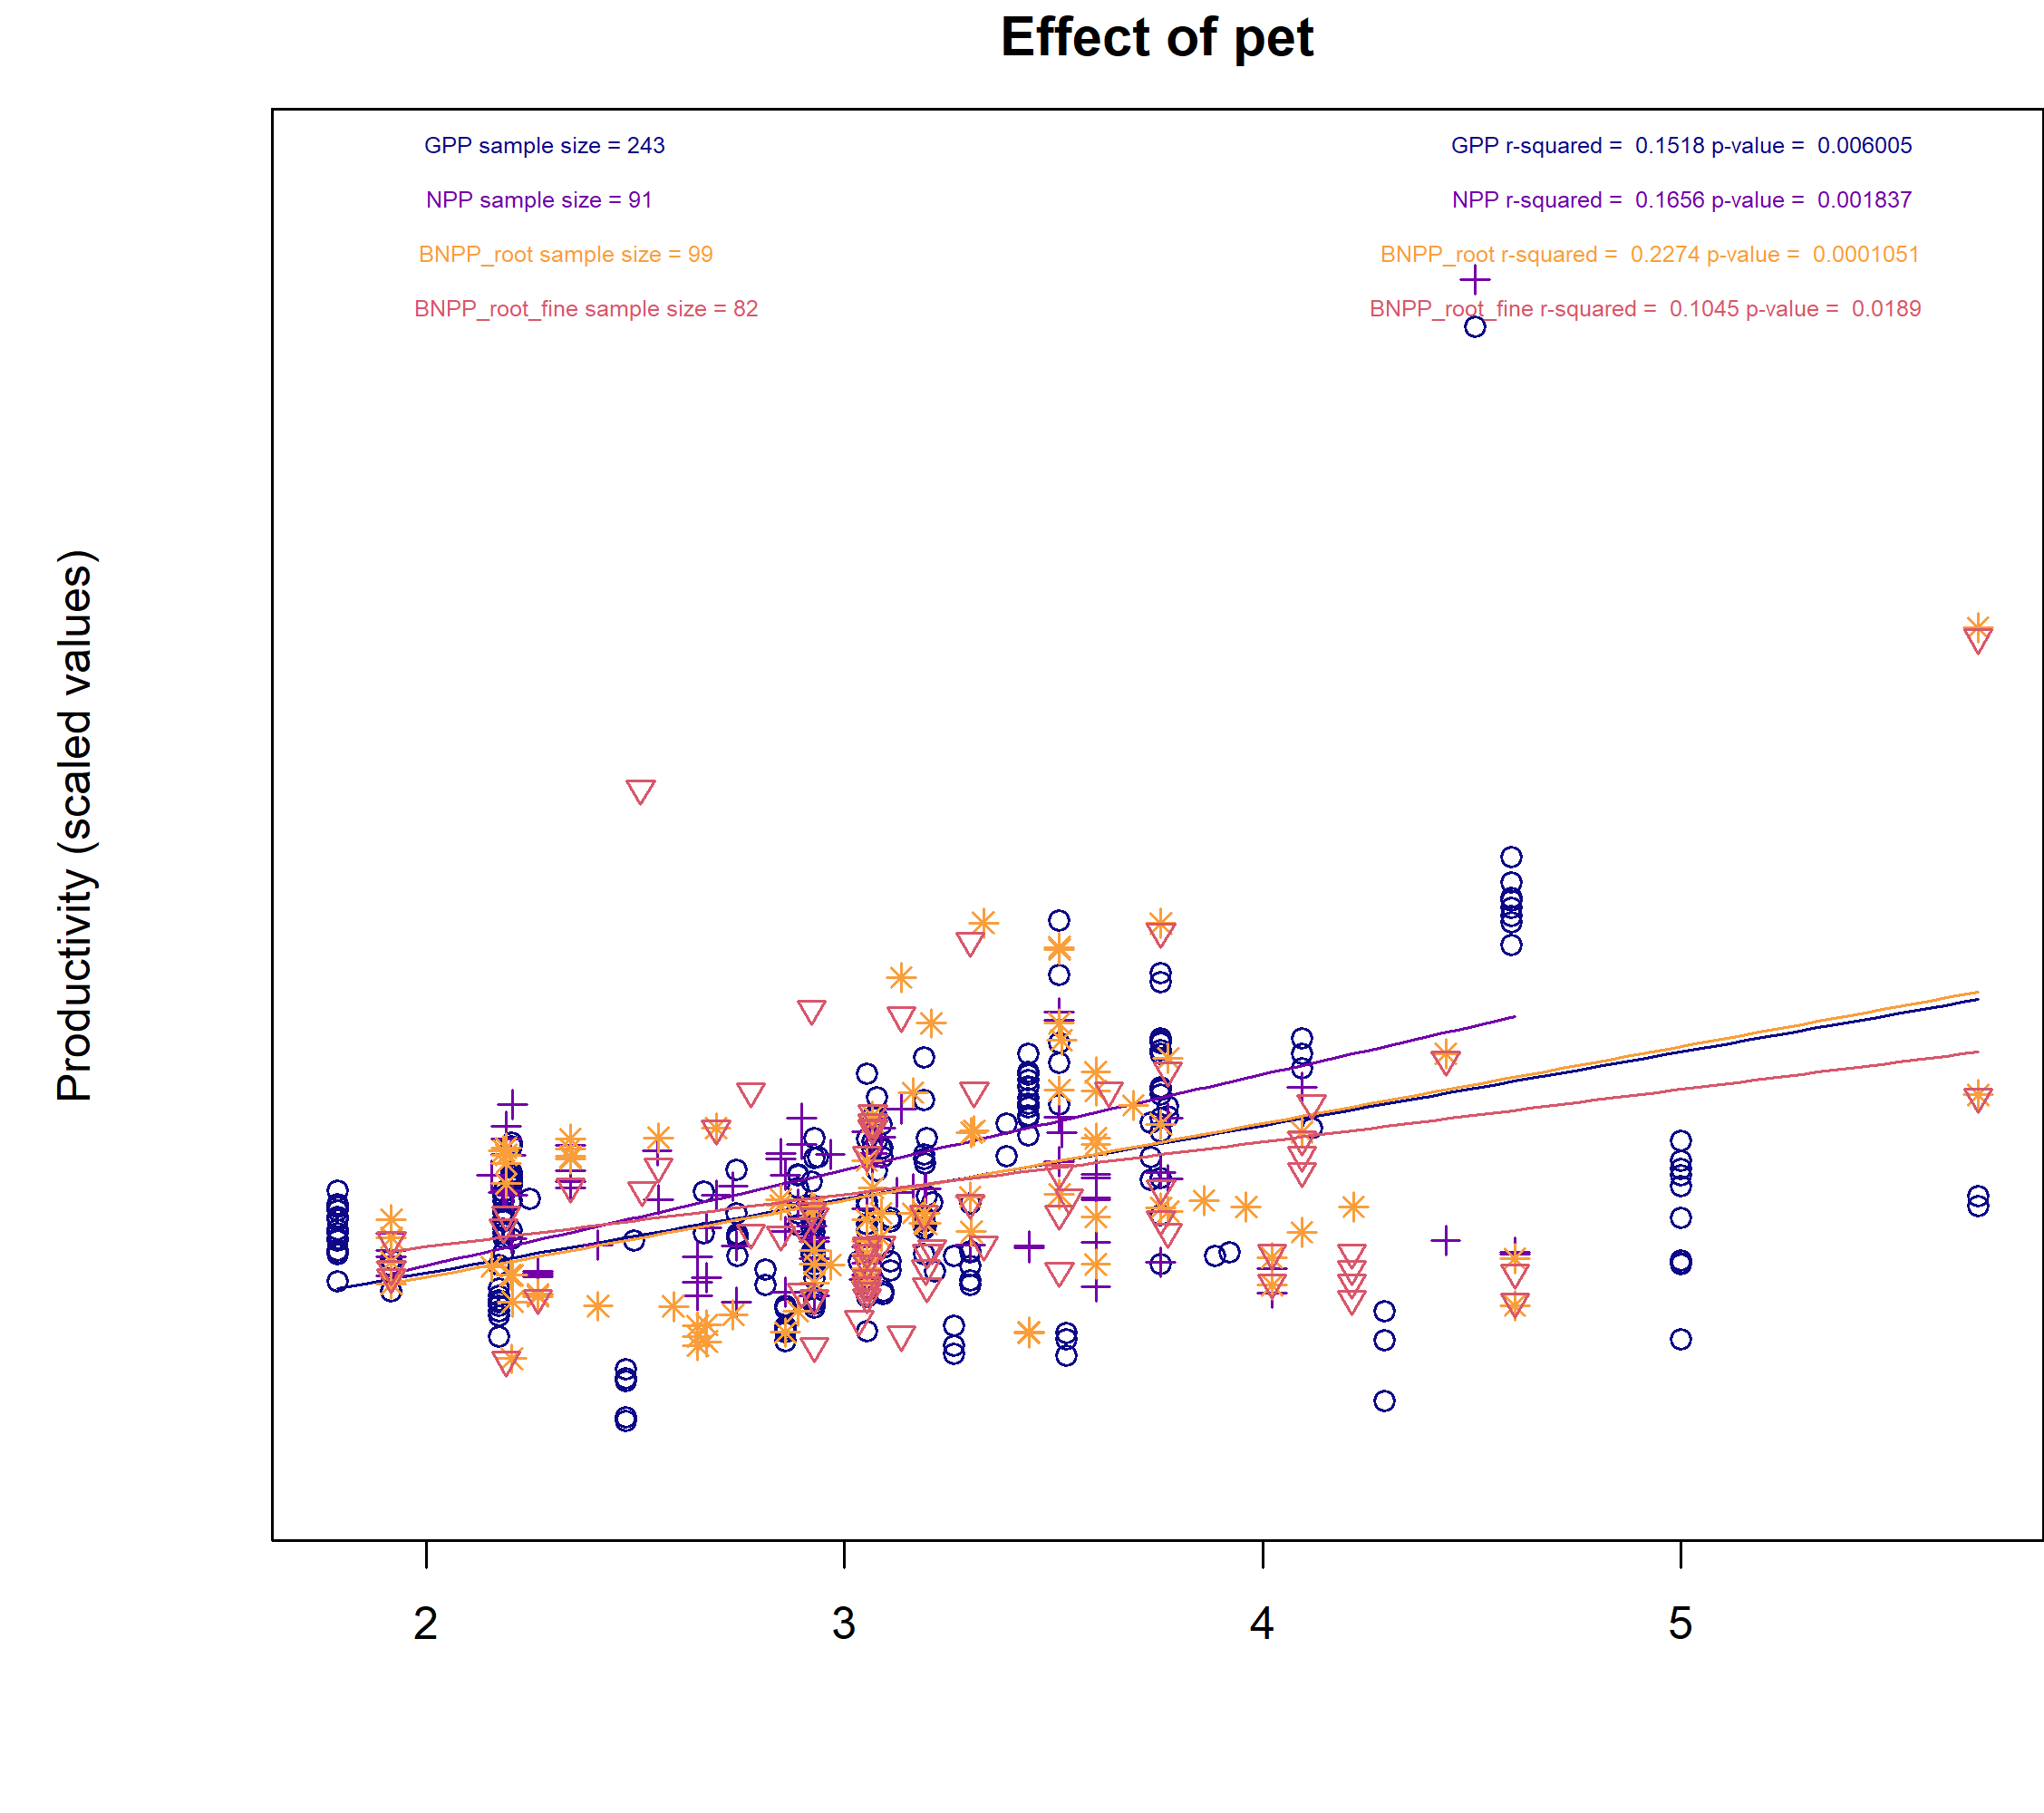 Effect of pet
GPP sample size = 243
GPP r-squared =  0.1518 p-value =  0.006005
NPP sample size = 91
NPP r-squared =  0.1656 p-value =  0.001837
BNPP_root sample size = 99
BNPP_root r-squared =  0.2274 p-value =  0.0001051
BNPP_root_fine sample size = 82
BNPP_root_fine r-squared =  0.1045 p-value =  0.0189
Productivity (scaled values)
2 3 4 5